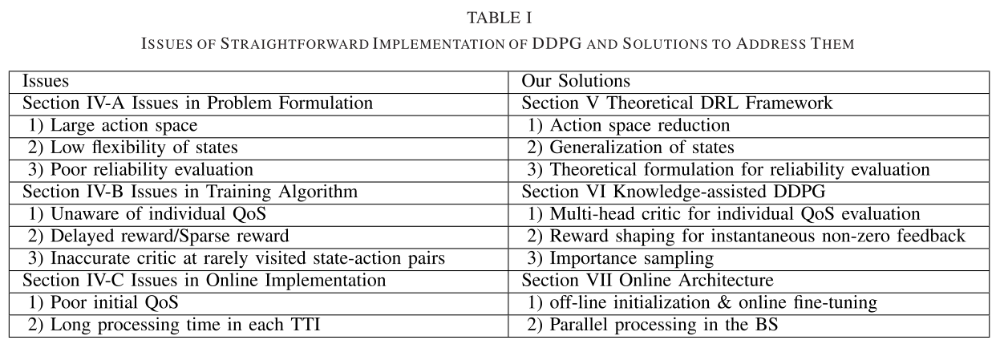 TABLE I
ISSUES OF STRAIGHTFORWARD IMPLEMENTATION OF DDPG AND SOLUTIONS TO ADDRESS THEM
Issues Our Solutions
Section IV-A Issues in Problem Formulation Section V Theoretical DRL Framework
1) Large action space 1) Action space reduction
2) Low flexibility of states 2) Generalization of states
3) Poor reliability evaluation 3) Theoretical formulation for reliability evaluation
Section IV-B Issues in Training Algorithm Section VI Knowledge-assisted DDPG
1) Unaware of individual QoS 1) Multi-head critic for individual QoS evaluation
2) Delayed reward/Sparse reward 2) Reward shaping for instantaneous non-zero feedback
3) Inaccurate critic at rarely visited state-action pairs 3) Importance sampling
Section IV-C Issues in Online Implementation Section VII Online Architecture
1) Poor initial QoS 1) off-line initialization & online fine-tuning
2) Long processing time in each TTI 2) Parallel processing in the BS